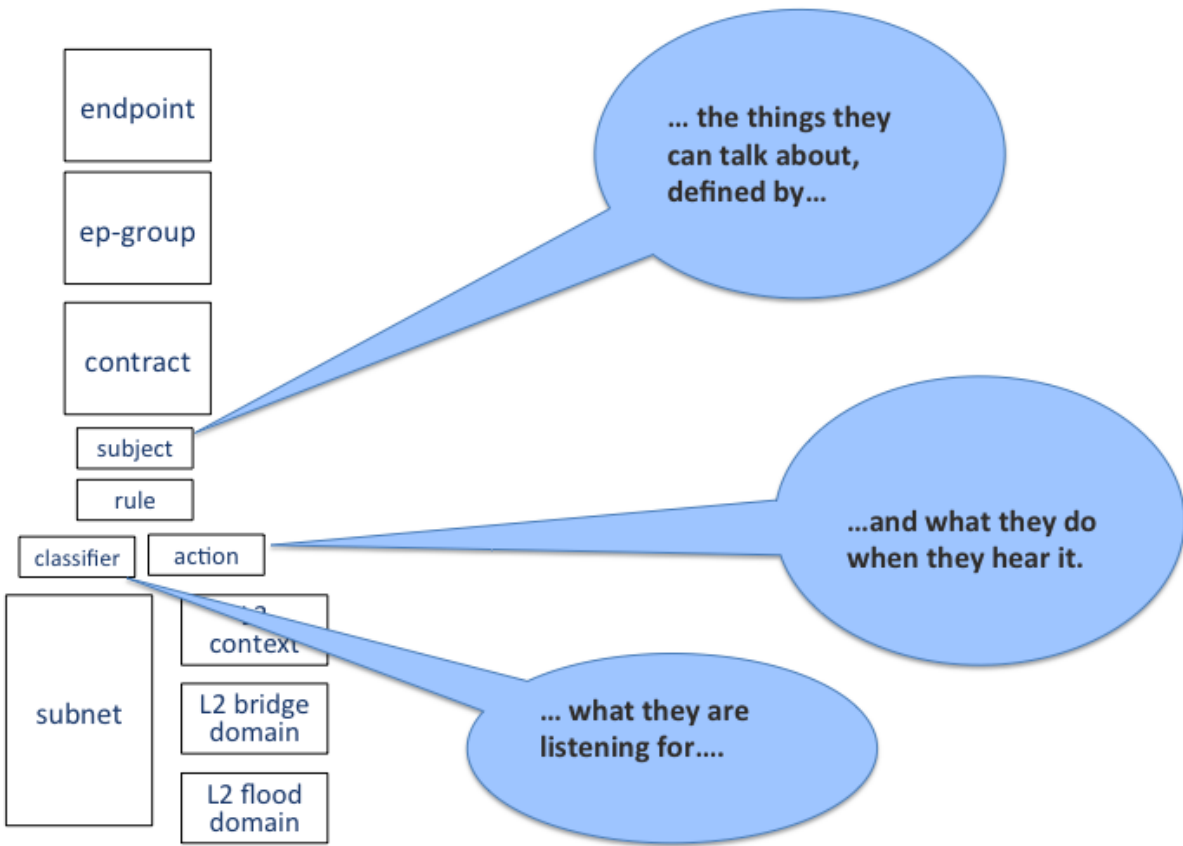 endpoint
ep-group
contract
subject
rule
classifier
action
subnet
context
L2 bridge
domain
L2 flood
domain
... the things they
can talk about,
defined by...
...and what they do
when they hear it.
... what they are
listening for....